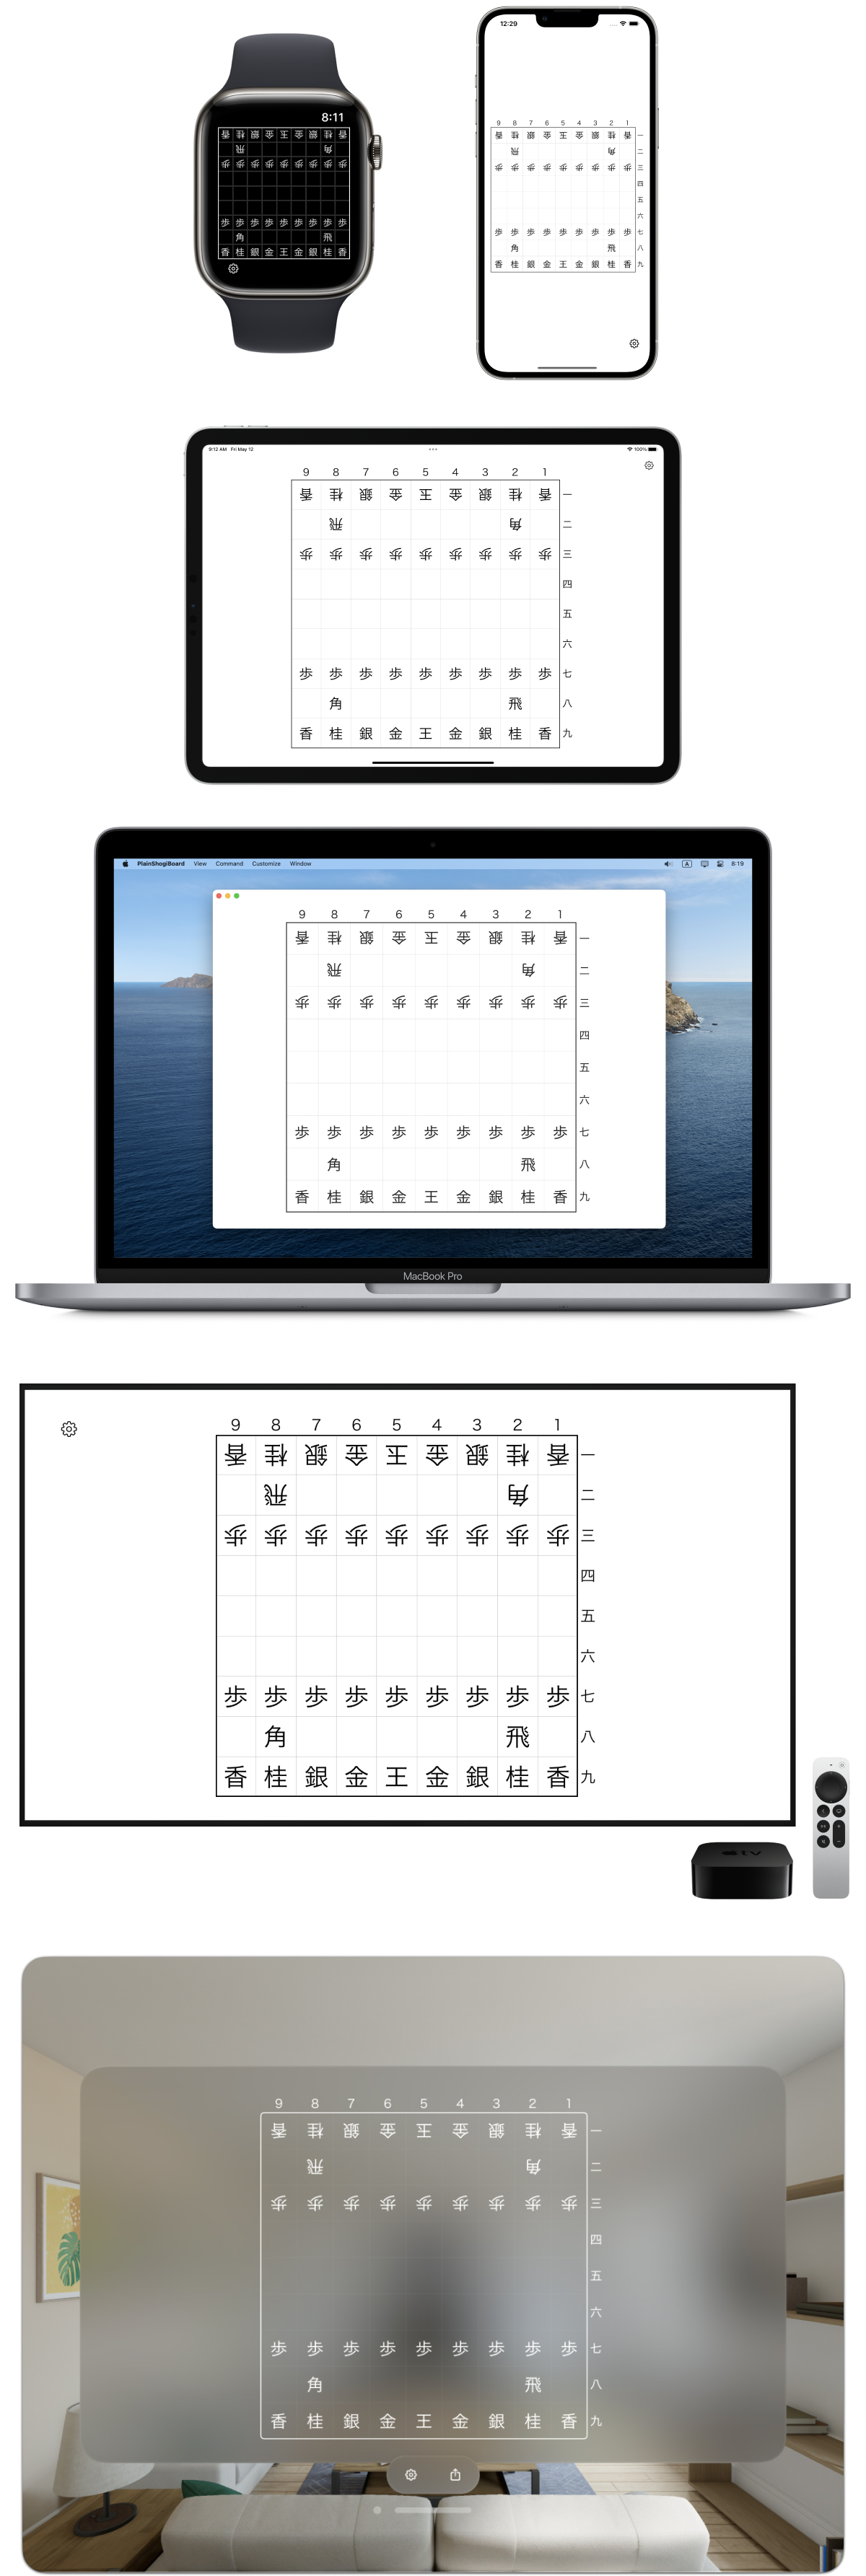 8:11
香桂銀金玉金銀桂香
飛角
歩歩歩歩歩歩歩歩歩
歩歩歩歩歩歩歩歩歩
角飛
香桂銀金王金銀桂香
12:29
9 8 7 6 5 4 3 2 1
香桂銀金玉金銀桂香 一
飛角 二
歩歩歩歩歩歩歩歩歩 三
四
五
六
歩歩歩歩歩歩歩歩歩 七
角飛 八
香桂銀金王金銀桂香 九
9:12 AM Fri May 12
100%
9 8 7 6 5 4 3 2 1
香桂銀金玉金銀桂香 一
飛角 二
歩歩歩歩歩歩歩歩歩 三
四
五
六
歩歩歩歩歩歩歩歩歩 七
角飛 八
香桂銀金王金銀桂香 九
PlainShogiBoard View Command Customize Window
A 8:19
9 8 7 6 5 4 3 2 1
香桂銀金玉金銀桂香 一
飛角 二
歩歩歩歩歩歩歩歩歩 三
四
五
六
歩歩歩歩歩歩歩歩歩 七
角飛 八
香桂銀金王金銀桂香 九
MacBook Pro
9 8 7 6 5 4 3 2 1
香桂銀金玉金銀桂香 一
飛角 二
歩歩歩歩歩歩歩歩歩 三
四
五
六
歩歩歩歩歩歩歩歩歩 七
角飛 八
香桂銀金王金銀桂香 九
tv
9 8 7 6 5 4 3 2 1
香桂銀金玉金銀桂香 一
飛角 二
歩歩歩歩歩歩歩歩歩 三
四
五
六
歩歩歩歩歩歩歩歩歩 七
角飛 八
香桂銀金王金銀桂香 九